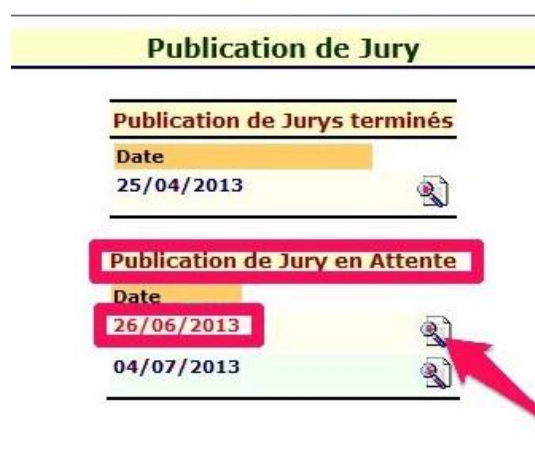 Publication de Jury
Publication de Jurys terminés
Date
25/04/2013
Publication de Jury en Attente
Date
26/06/2013
04/07/2013